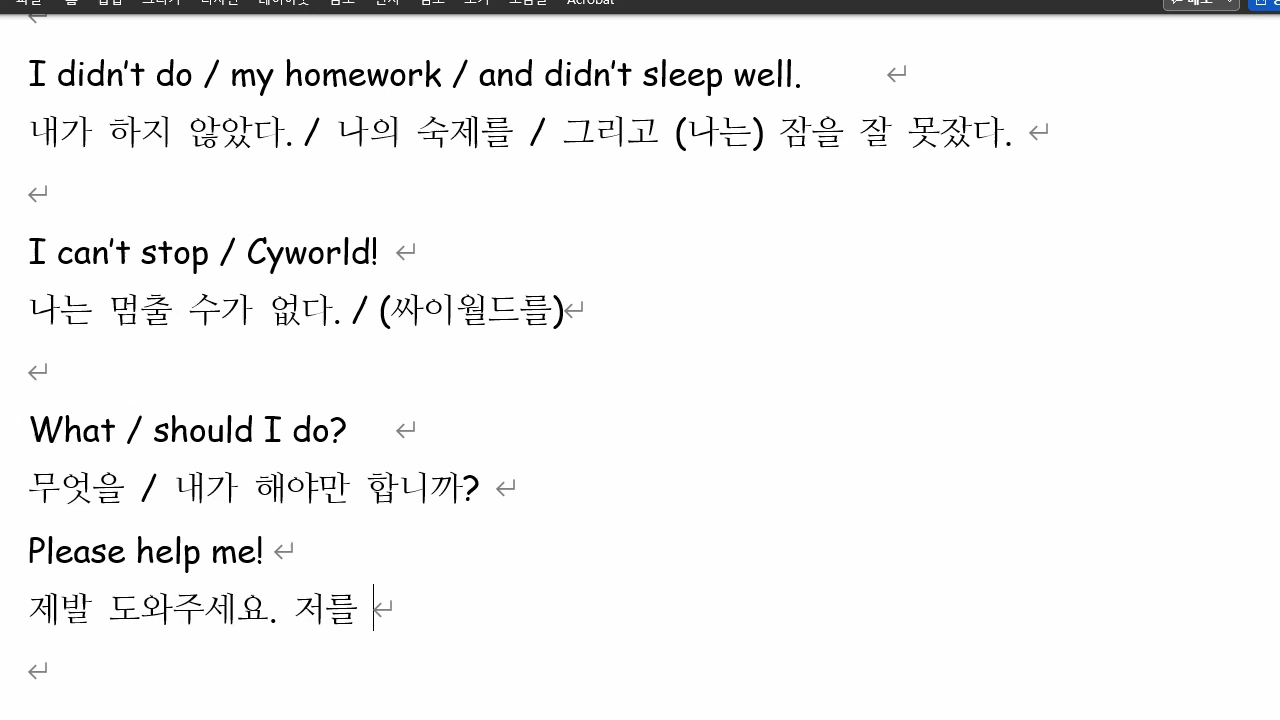 Acrobat
메모
I didn't do / my homework / and didn't sleep well.
내가 하지 않았다. / 나의 숙제를 / 그리고 (나는) 잠을 잘 못잤다.
I can't stop / Cyworld!
나는 멈출 수가 없다. / (싸이월드를)
What / should I do?
무엇을 / 내가 해야만 합니까?
Please help me!
제발 도와주세요. 저를